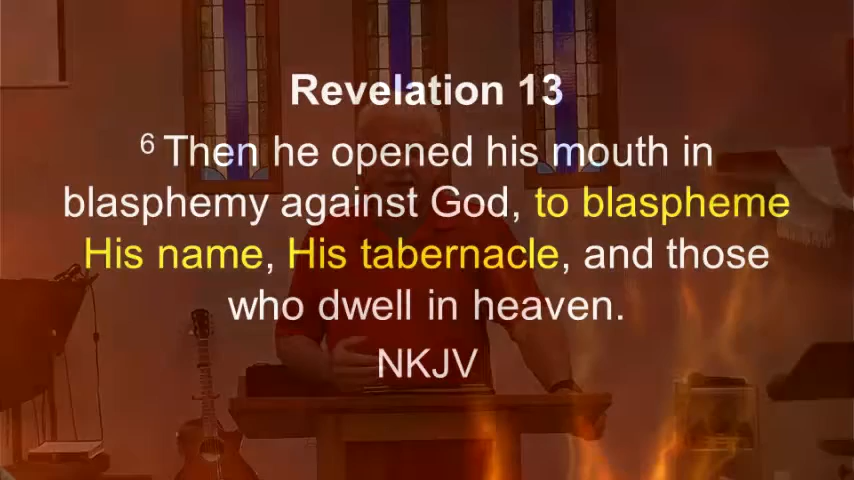 Revelation 13
6 Then he opened his mouth in
blasphemy against God, to blaspheme
His name, His tabernacle, and those
who dwell in heaven.
NKJV